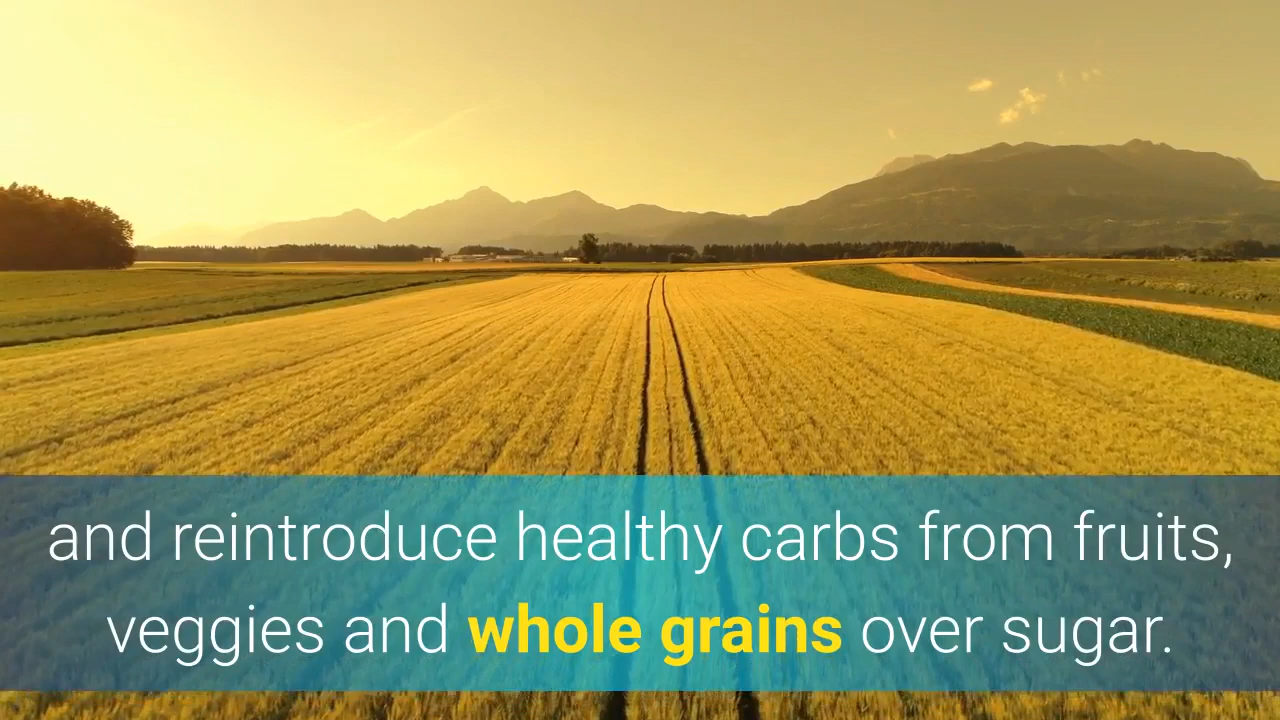 and reintroduce healthy carbs from fruits,
veggies and whole grains over sugar.